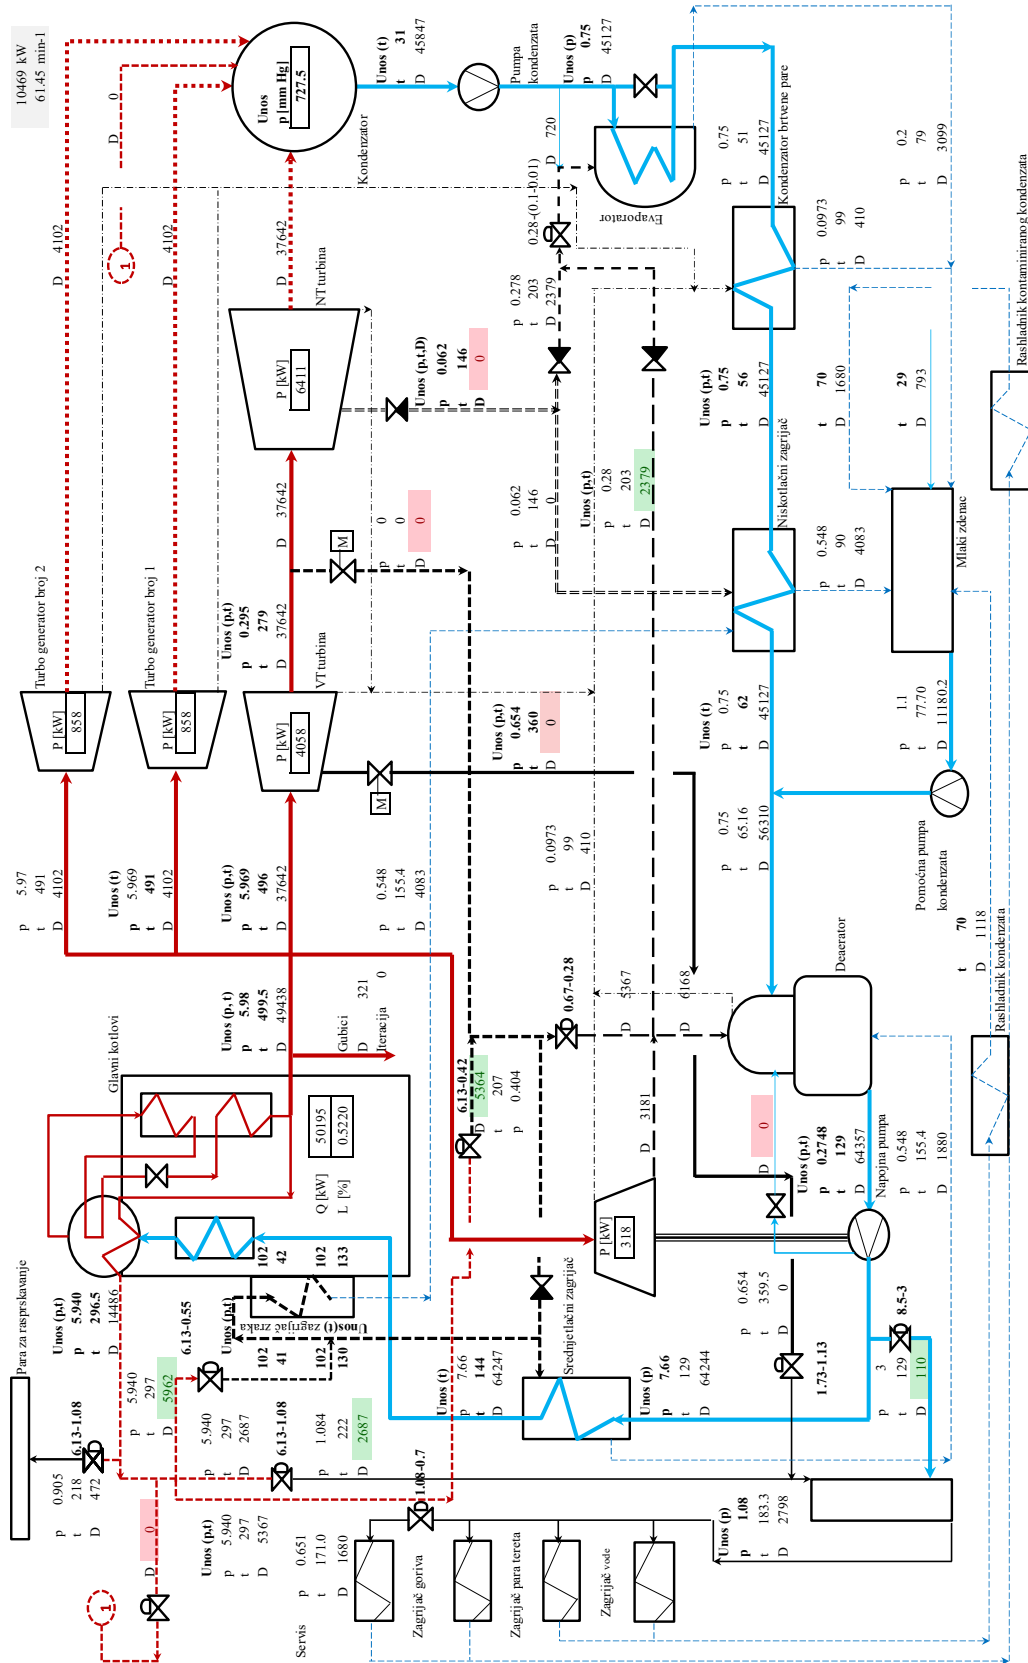 10469 kW
61.45 min-1
Para za rasprškavanje
p 0.905
t 218
D 472
6.13-1.08
1
D 0
Unos (p,t)
p 5.940
t 296.5
D 14486
p 5.940
t 297
D 5962
6.13-0.55
p 5.940
t 297
D 2687
6.13-1.08
p 1.084
t 222
D 2687
Unos (p,t)
p 5.940
t 297
D 5367
Servis
p 0.651
t 171.0
D 1680
1.08-0.7
Zagrijač goriva
Zagrijač para tereta
Zagrijač vode
Unos (p)
p 1.08
t 183.3
D 2798
Glavni kotlovi
Q [kW] 50195
L [%] 0.5220
102
42
102
133
Unos(t) zagrijač zraka
Unos (p,t)
102
41
102
130
Unos (t)
p 7.66
t 144
D 64247
Srednjetlačni zagrijač
Unos (p)
p 7.66
t 129
D 64244
p 3
t 129
D 110
8.5-3
p 0.654
t 359.5
D 0
1.73-1.13
P [kW]
318
D 3181
Unos (p,t)
p 5.98
t 499.5
D 49438
Gubici
D 321
Iteracija 0
6.13-0.42
D 5364
t 207
p 0.404
0.67-0.28
D 5367
D 6168
D 0
Unos (p,t)
p 0.2748
t 129
D 64357
Napojna pumpa
p 0.548
t 155.4
D 1880
Deaerator
Rashladnik kondenzata
t 70
D 1118
p 5.97
t 491
D 4102
Unos (t)
p 5.969
t 491
D 4102
Unos (p,t)
p 5.969
t 496
D 37642
p 0.548
t 155.4
D 4083
p 0.0973
t 99
D 410
p 0.75
t 65.16
D 56310
Pomoćna pumpa
kondenzata
Turbo generator broj 2
P [kW]
858
Turbo generator broj 1
P [kW]
858
VT turbina
P [kW]
4058
Unos (p,t)
p 0.295
t 279
D 37642
M
M
Unos (p,t)
p 0.654
t 360
D 0
Unos (t)
p 0.75
t 62
D 45127
p 1.1
t 77.70
D 11180.2
D 37642
p 0
t 0
D 0
p 0.062
t 146
D 0
Unos (p,t)
p 0.28
t 203
D 2379
Niskotlačni zagrijač
p 0.548
t 90
D 4083
Mlaki zdenac
NT turbina
P [kW]
6411
Unos (p,t,D)
p 0.062
t 146
D 0
p 0.278
t 203
D 2379
Unos (p,t)
p 0.75
t 56
D 45127
t 70
D 1680
t 29
D 793
Rashladnik kontaminiranog kondenzata
D 4102
D 4102
D 37642
1
D 0
0.28-(0.1-0.01)
Kondenzator brtvene pare
p 0.0973
t 99
D 410
Unos
p [mm Hg]
727.5
Kondenzator
Unos (t)
t 31
D 45847
Pumpa
kondenzata
D 720
Evaporator
Unos (p)
p 0.75
D 45127
p 0.75
t 51
D 45127
p 0.2
t 79
D 3099